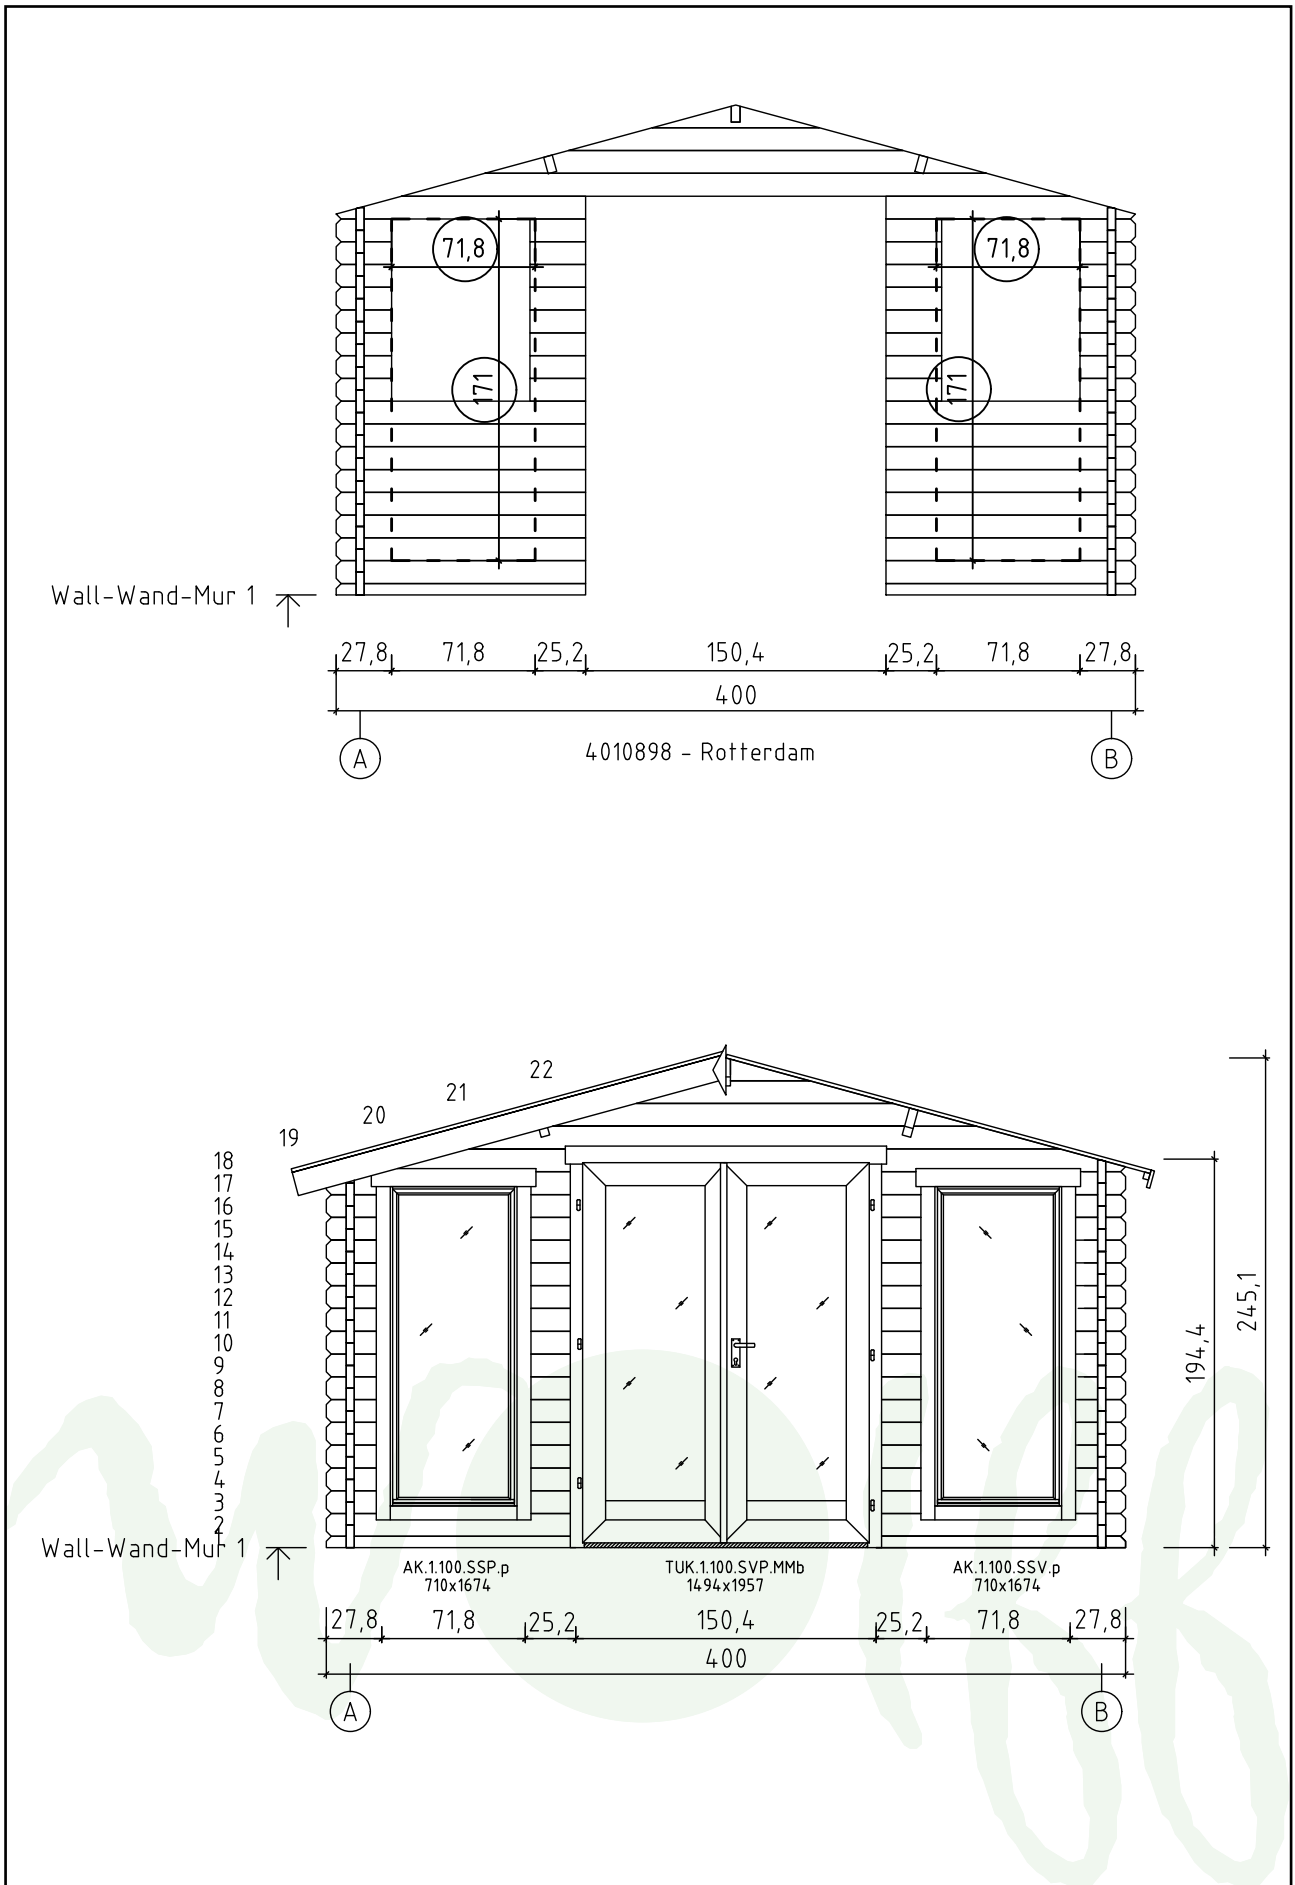 71,8 71,8
171 171
Wall-Wand-Mur 1
27,8 71,8 25,2 150,4 25,2 71,8 27,8
400
A B
4010898 - Rotterdam
22
21
20
19
18
17
16
15
14
13
12
11
10
9
8
7
6
5
4
3
2
1
Wall-Wand-Mur 1
194,4
245,1
AK.1.100.SSP.p TUK.1.100.SVP.MMb AK.1.100.SSV.p
710x1674 1494x1957 710x1674
27,8 71,8 25,2 150,4 25,2 71,8 27,8
400
A B
wolff